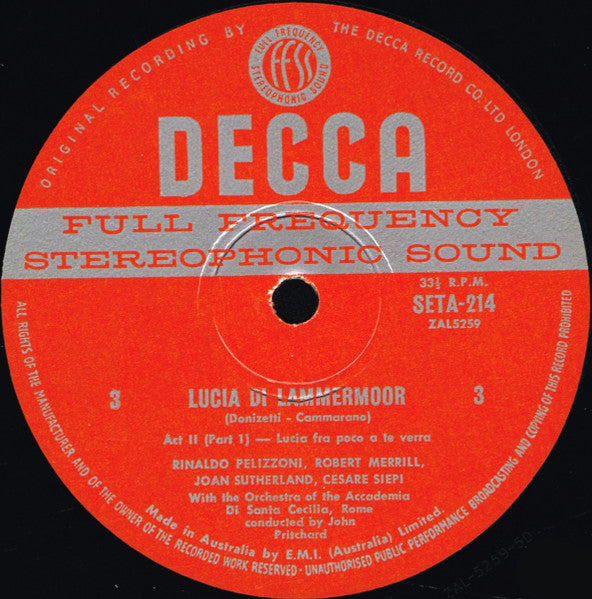 ORIGINAL RECORDING BY THE DECCA RECORD CO. LTD LONDON
FULL FREQUENCY
FFSS
STEREOPHONIC SOUND
DECCA
FULL FREQUENCY
STEREOPHONIC SOUND
33⅓ R.P.M.
SETA-214
ZAL5259
3 LUCIA DI LAMMERMOOR 3
(Donizetti - Cammarano)
Act II (Part 1) — Lucia fra poco a te verra
RINALDO PELIZZONI, ROBERT MERRILL,
JOAN SUTHERLAND, CESARE SIEPI
With the Orchestra of the Accademia
Di Santa Cecilia, Rome
conducted by John
Pritchard
Made in Australia by E.M.I. (Australia) Limited.
ALL RIGHTS OF THE MANUFACTURER AND OF THE OWNER OF THE RECORDED WORK RESERVED - UNAUTHORISED PUBLIC PERFORMANCE BROADCASTING AND COPYING OF THIS RECORD PROHIBITED